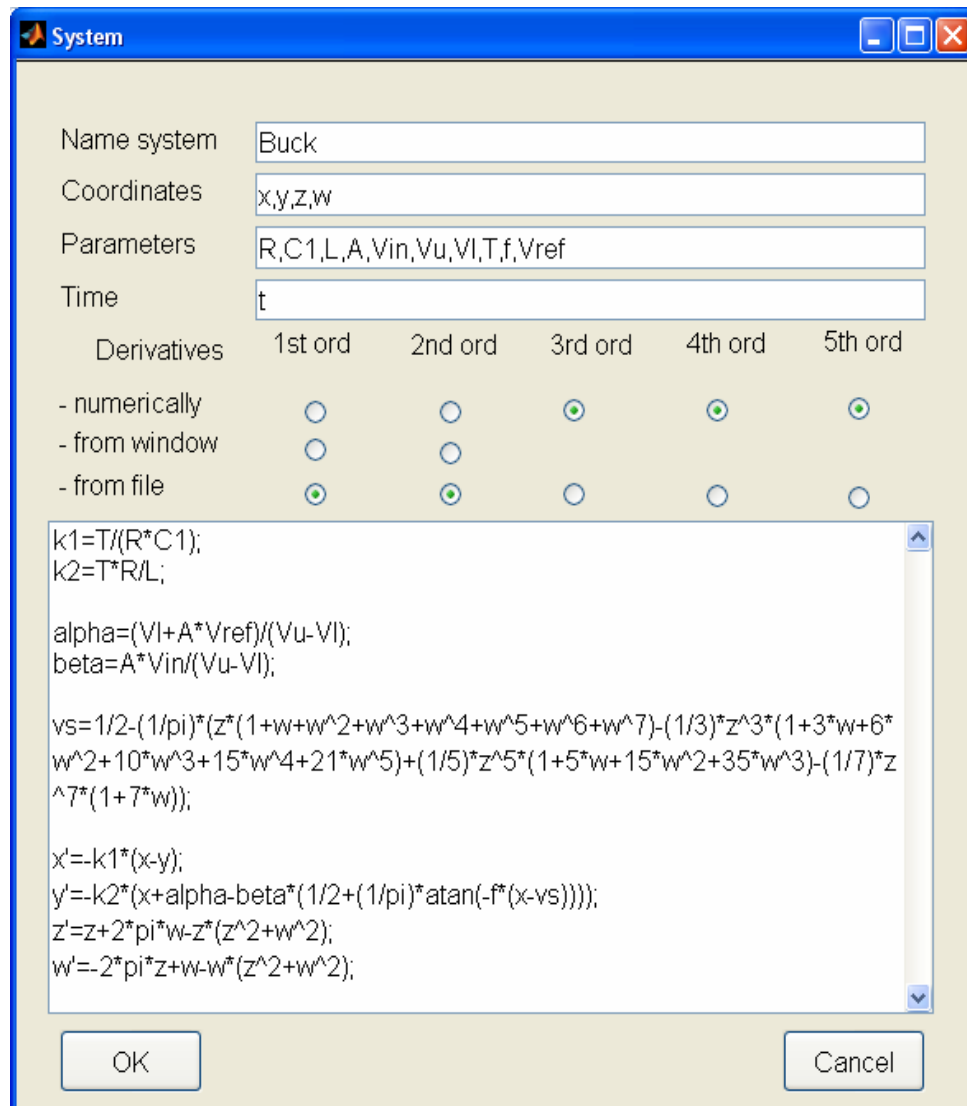 System
Name system Buck
Coordinates x,y,z,w
Parameters R,C1,L,A,Vin,Vu,Vl,T,f,Vref
Time t
Derivatives 1st ord 2nd ord 3rd ord 4th ord 5th ord
- numerically
- from window
- from file
k1=T/(R*C1);
k2=T*R/L;
alpha=(Vl+A*Vref)/(Vu-Vl);
beta=A*Vin/(Vu-Vl);
vs=1/2-(1/pi)*(z*(1+w+w^2+w^3+w^4+w^5+w^6+w^7)-(1/3)*z^3*(1+3*w+6*
w^2+10*w^3+15*w^4+21*w^5)+(1/5)*z^5*(1+5*w+15*w^2+35*w^3)-(1/7)*z
^7*(1+7*w));
x'=-k1*(x-y);
y'=-k2*(x+alpha-beta*(1/2+(1/pi)*atan(-f*(x-vs))));
z'=z+2*pi*w-z*(z^2+w^2);
w'=-2*pi*z+w-w*(z^2+w^2);
OK Cancel